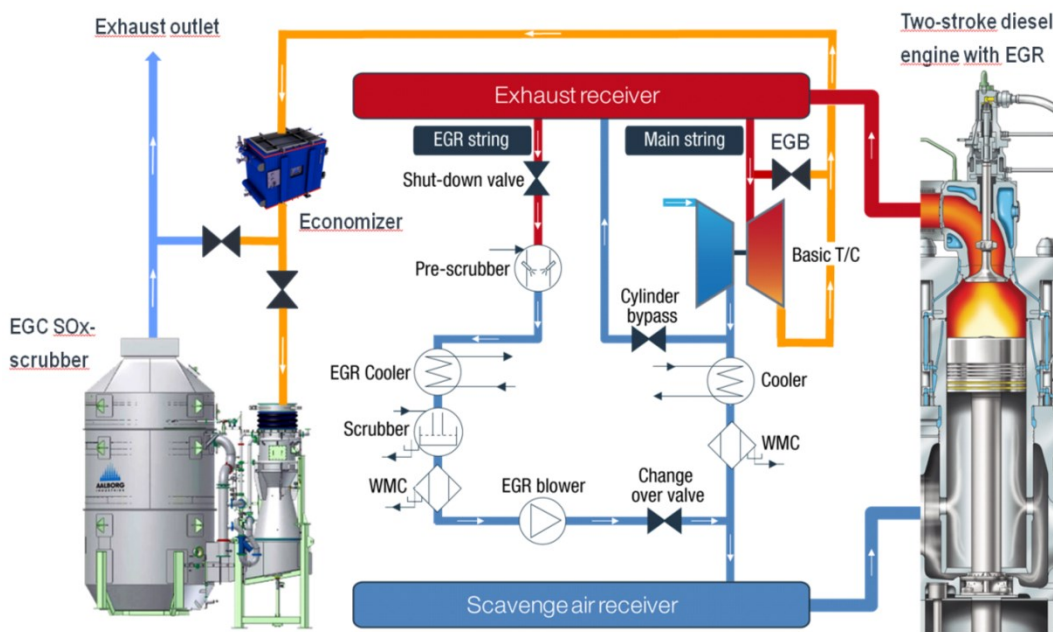 Exhaust outlet
Two-stroke diesel
engine with EGR
Exhaust receiver
EGR string
Main string
EGB
Shut-down valve
Economizer
Pre-scrubber
Basic T/C
Cylinder
bypass
EGC SOx-
scrubber
EGR Cooler
Cooler
Scrubber
WMC
WMC
EGR blower
Change
over valve
AALBORG
INDUSTRIES
Scavenge air receiver